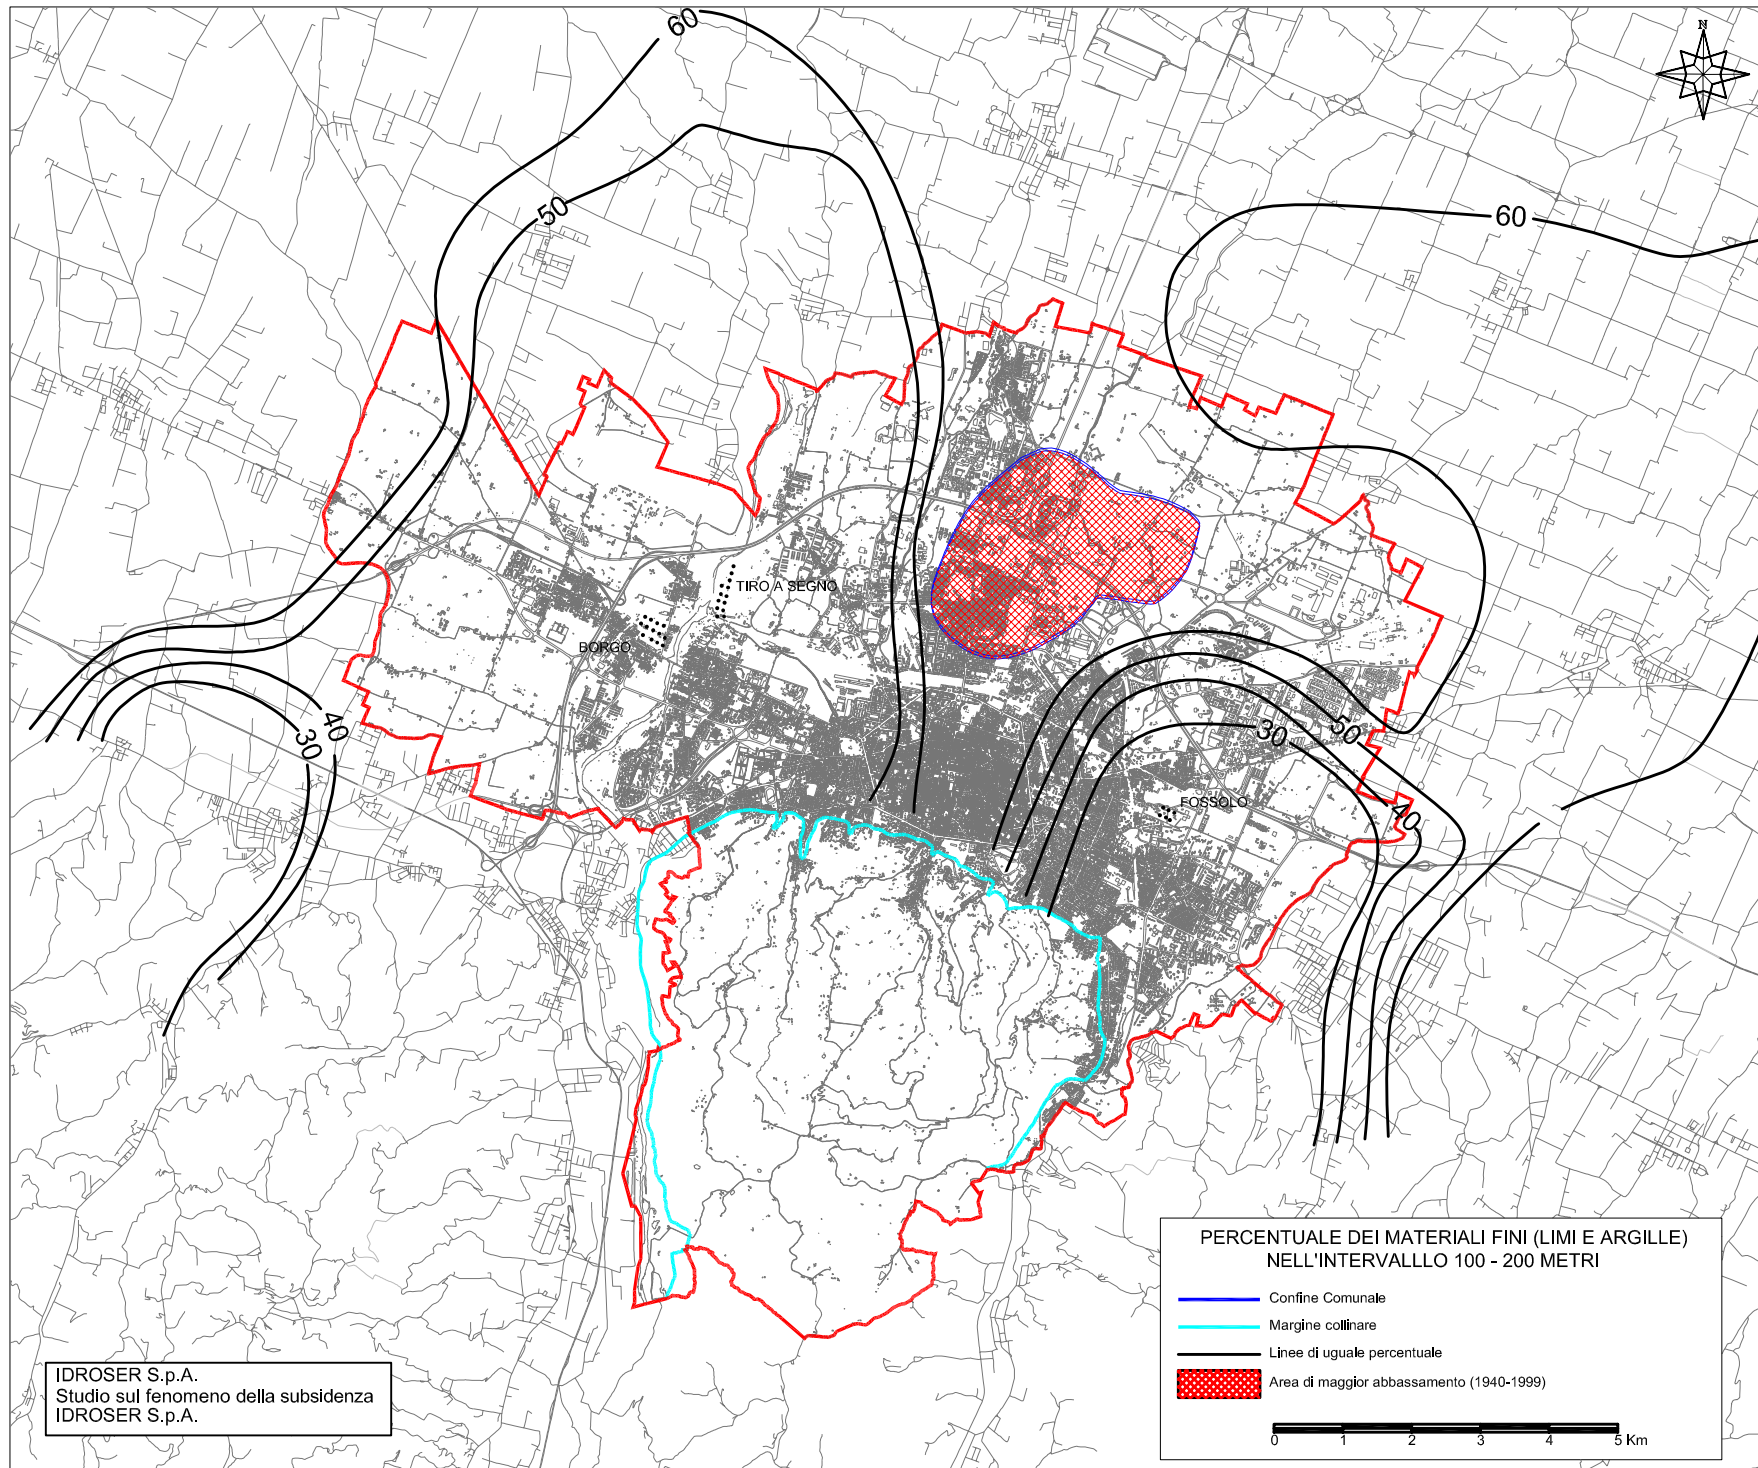 60
N
50
60
TIRO A SEGNO
BORGO
40
30
50
30
40
FOSSOLO
PERCENTUALE DEI MATERIALI FINI (LIMI E ARGILLE)
NELL'INTERVALLLO 100 - 200 METRI
Confine Comunale
Margine collinare
Linee di uguale percentuale
Area di maggior abbassamento (1940-1999)
0 1 2 3 4 5 Km
IDROSER S.p.A.
Studio sul fenomeno della subsidenza
IDROSER S.p.A.